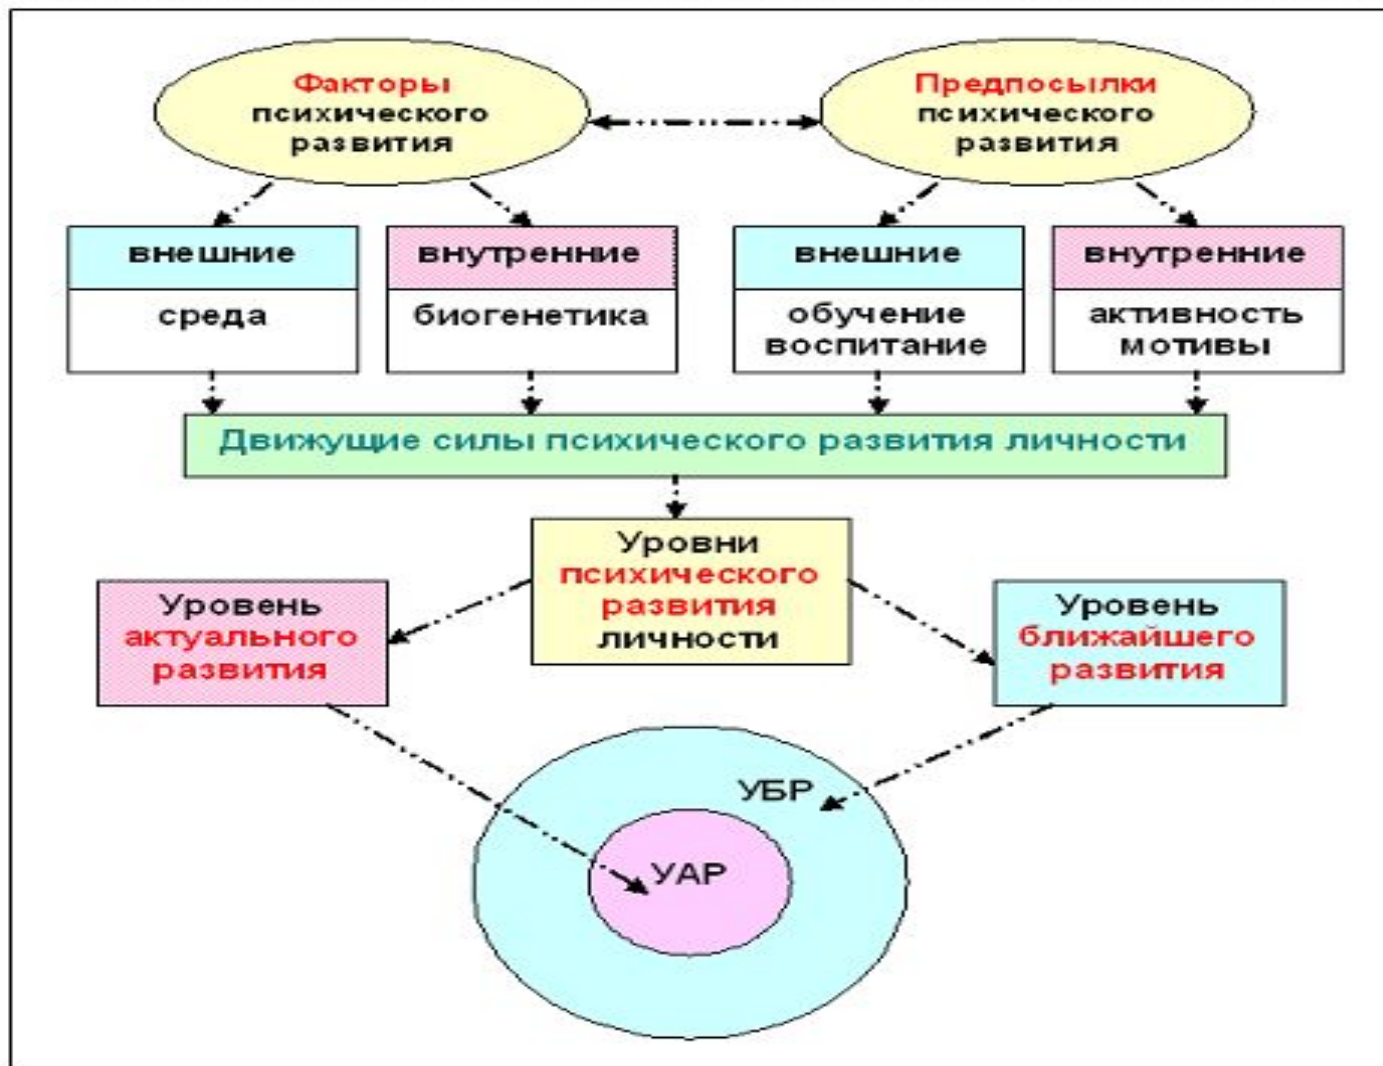 Факторы
психического
развития
Предпосылки
психического
развития
внешние
среда
внутренние
биогенетика
внешние
обучение
воспитание
внутренние
активность
мотивы
Движущие силы психического развития личности
Уровни
психического
развития
личности
Уровень
актуального
развития
Уровень
ближайшего
развития
УБР
УАР